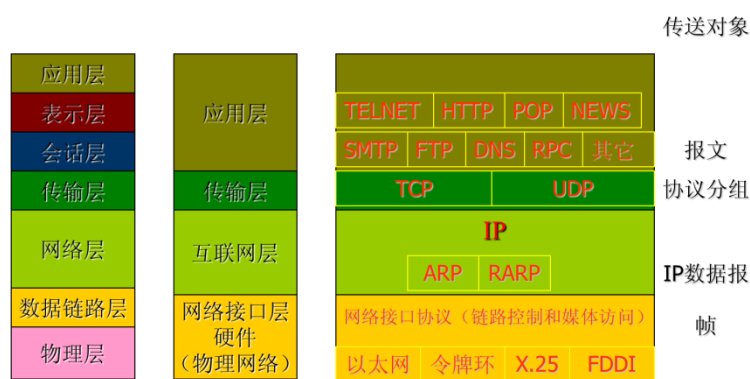 传送对象
应用层
表示层
会话层
传输层
网络层
数据链路层
物理层
应用层
传输层
互联网层
网络接口层
硬件
（物理网络）
TELNET HTTP POP NEWS
SMTP FTP DNS RPC 其它
TCP UDP
IP
ARP RARP
网络接口协议（链路控制和媒体访问）
以太网 令牌环 X.25 FDDI
报文
协议分组
IP数据报
帧